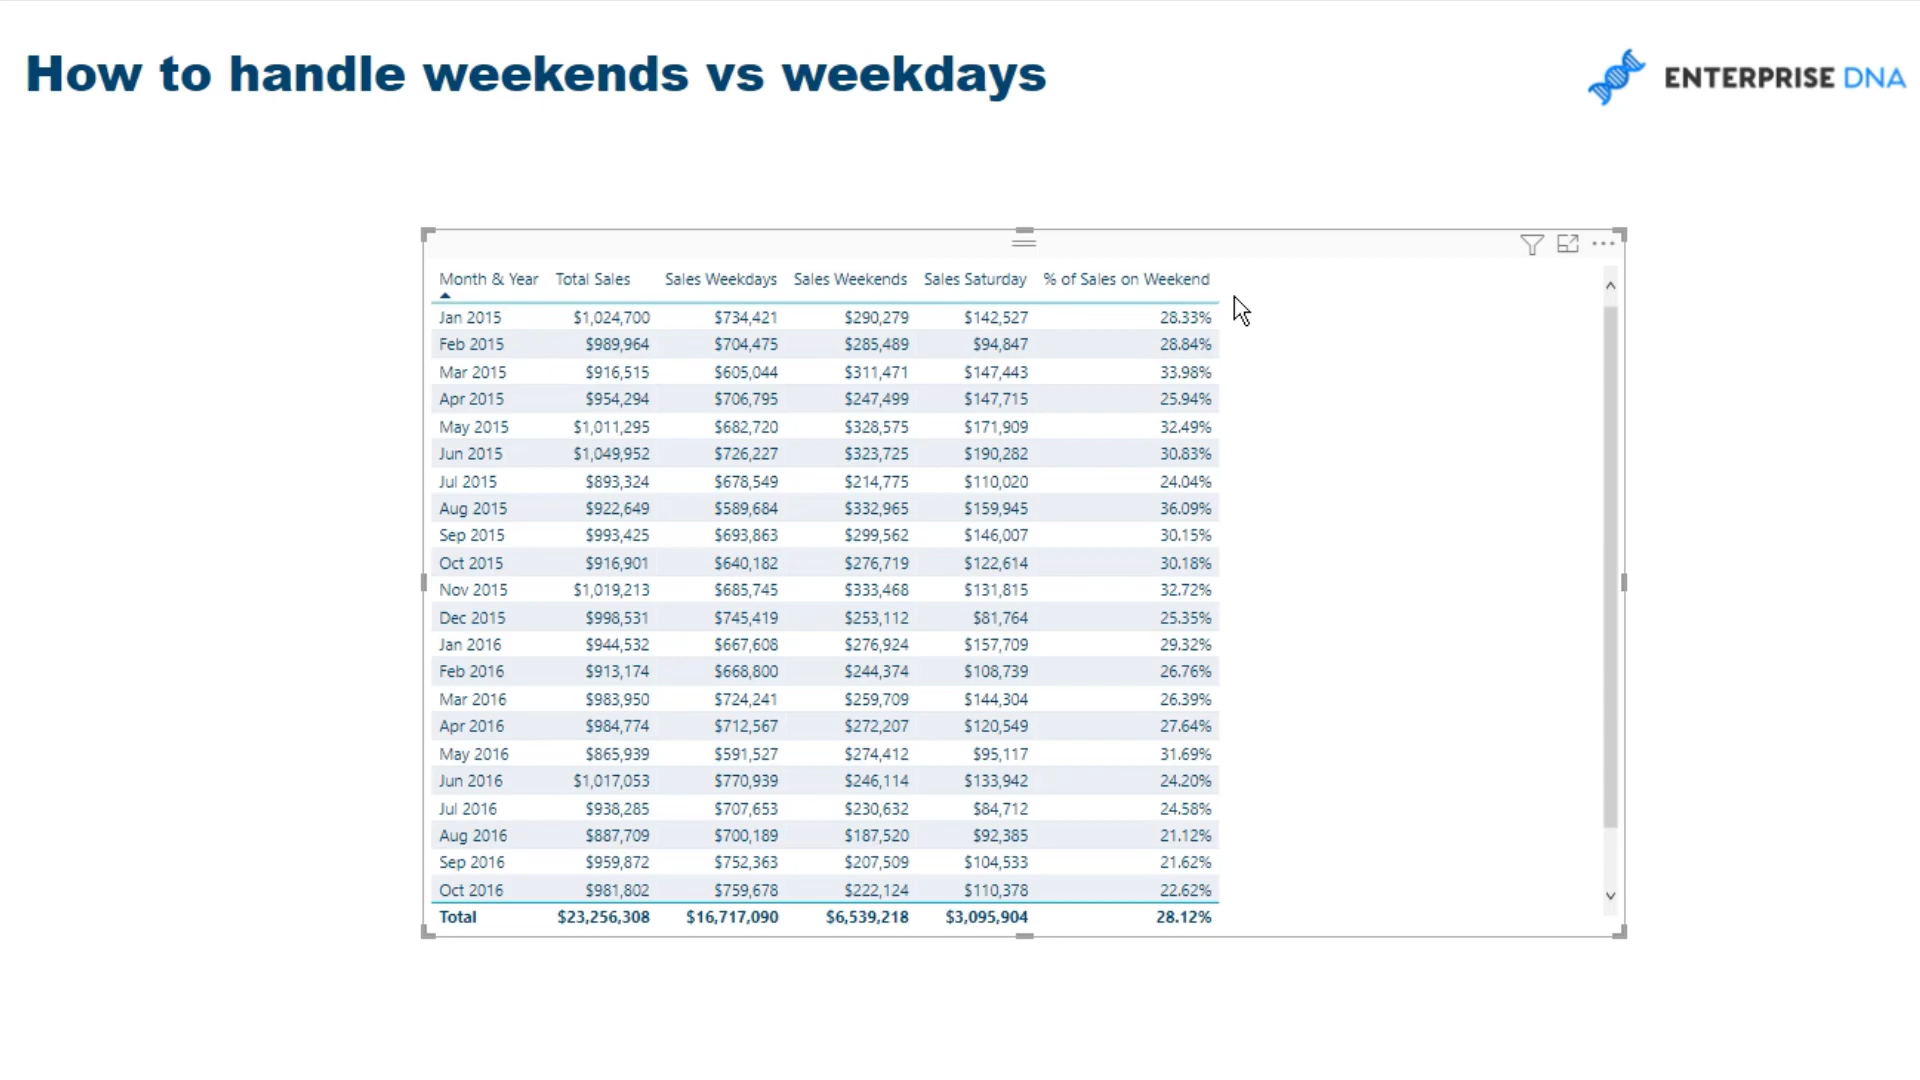 How to handle weekends vs weekdays
ENTERPRISE DNA
Month & Year Total Sales Sales Weekdays Sales Weekends Sales Saturday % of Sales on Weekend
Jan 2015 $1,024,700 $734,421 $290,279 $142,527 28.33%
Feb 2015 $989,964 $704,475 $285,489 $94,847 28.84%
Mar 2015 $916,515 $605,044 $311,471 $147,443 33.98%
Apr 2015 $954,294 $706,795 $247,499 $147,715 25.94%
May 2015 $1,011,295 $682,720 $328,575 $171,909 32.49%
Jun 2015 $1,049,952 $726,227 $323,725 $190,282 30.83%
Jul 2015 $893,324 $678,549 $214,775 $110,020 24.04%
Aug 2015 $922,649 $589,684 $332,965 $159,945 36.09%
Sep 2015 $993,425 $693,863 $299,562 $146,007 30.15%
Oct 2015 $916,901 $640,182 $276,719 $122,614 30.18%
Nov 2015 $1,019,213 $685,745 $333,468 $131,815 32.72%
Dec 2015 $998,531 $745,419 $253,112 $81,764 25.35%
Jan 2016 $944,532 $667,608 $276,924 $157,709 29.32%
Feb 2016 $913,174 $668,800 $244,374 $108,739 26.76%
Mar 2016 $983,950 $724,241 $259,709 $144,304 26.39%
Apr 2016 $984,774 $712,567 $272,207 $120,549 27.64%
May 2016 $865,939 $591,527 $274,412 $95,117 31.69%
Jun 2016 $1,017,053 $770,939 $246,114 $133,942 24.20%
Jul 2016 $938,285 $707,653 $230,632 $84,712 24.58%
Aug 2016 $887,709 $700,189 $187,520 $92,385 21.12%
Sep 2016 $959,872 $752,363 $207,509 $104,533 21.62%
Oct 2016 $981,802 $759,678 $222,124 $110,378 22.62%
Total $23,256,308 $16,717,090 $6,539,218 $3,095,904 28.12%